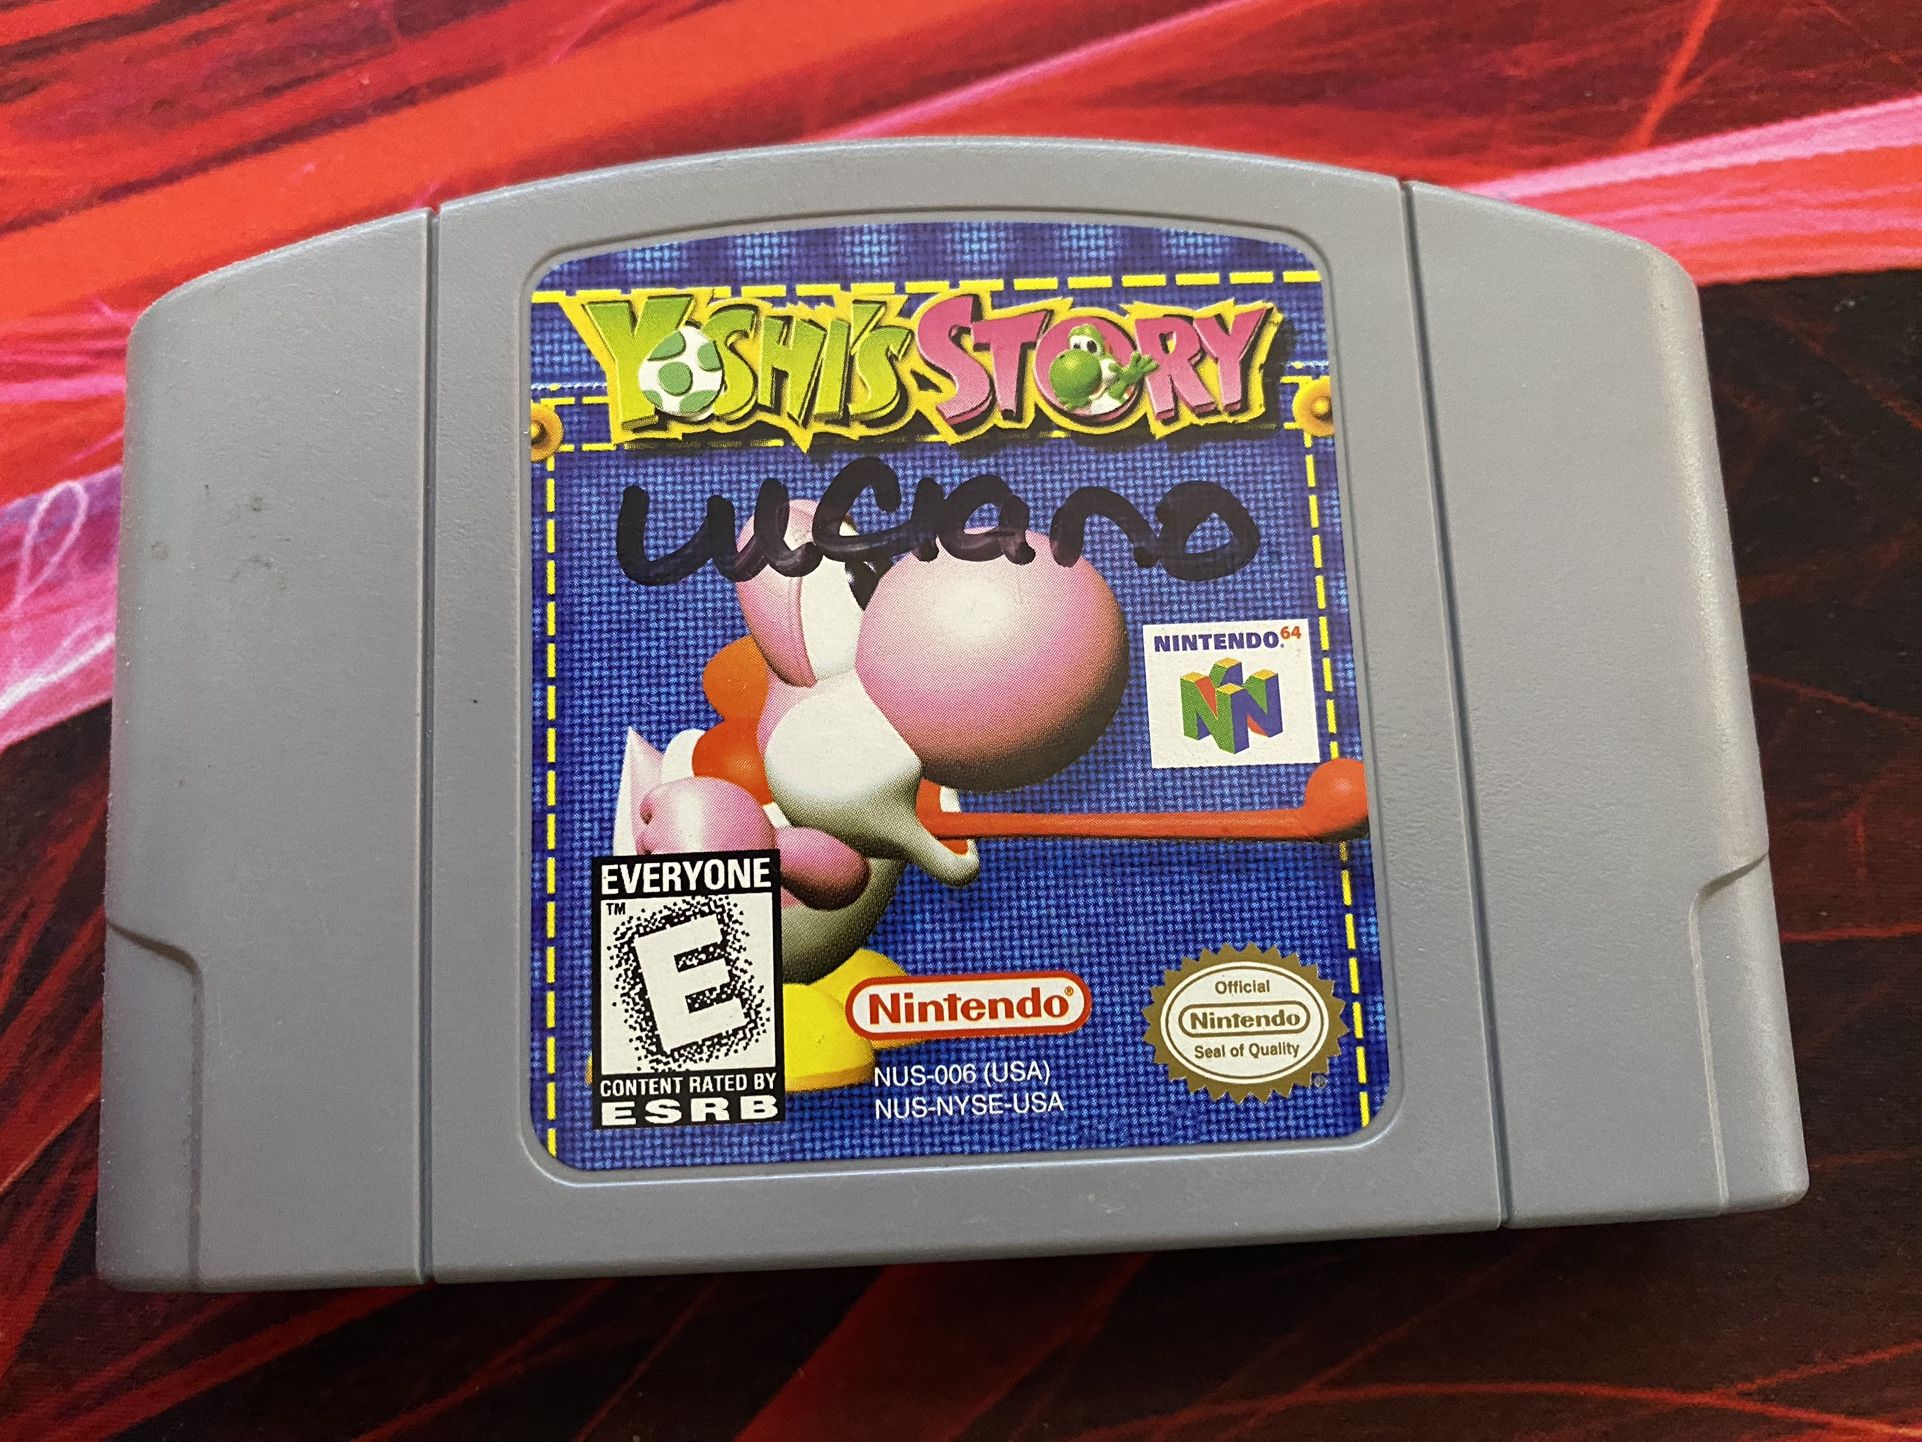 YOSHI'S STORY
Luciano
NINTENDO64
EVERYONE
TM
E
CONTENT RATED BY
ESRB
Nintendo®
NUS-006 (USA)
NUS-NYSE-USA
Official
Nintendo
Seal of Quality
®